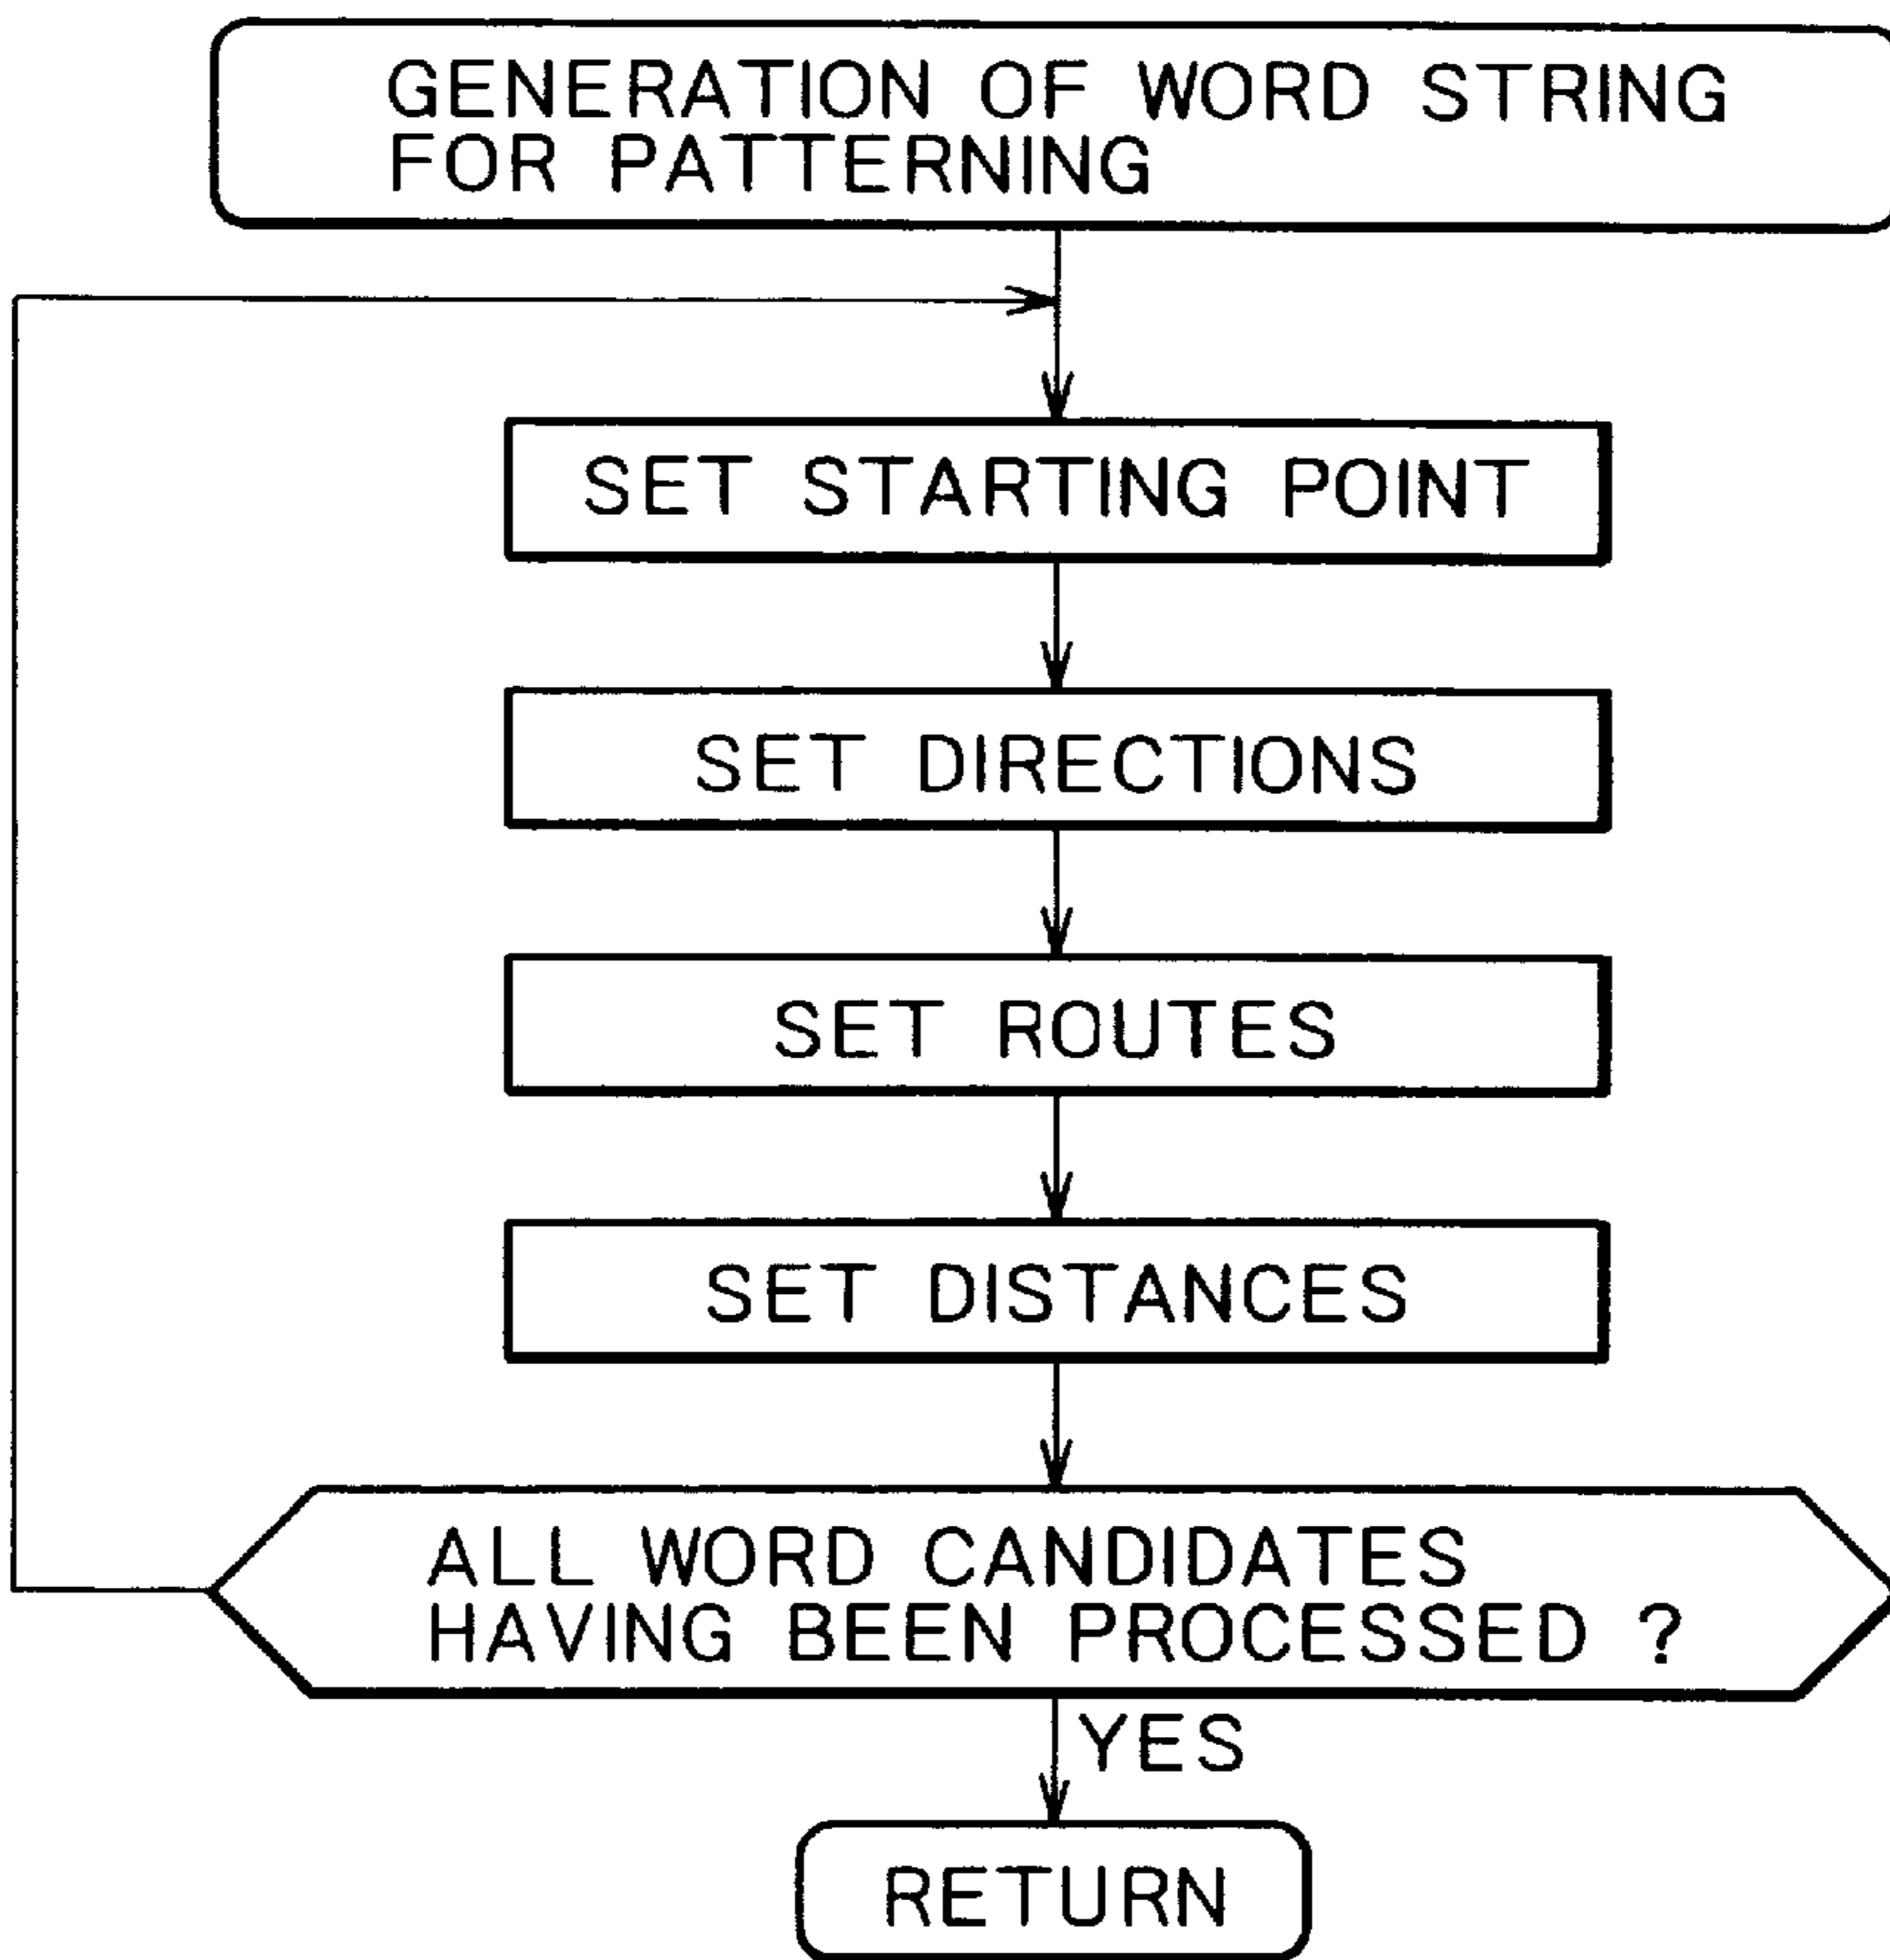 GENERATION OF WORD STRING
FOR PATTERNING
SET STARTING POINT
SET DIRECTIONS
SET ROUTES
SET DISTANCES
ALL WORD CANDIDATES
HAVING BEEN PROCESSED ?
YES
RETURN